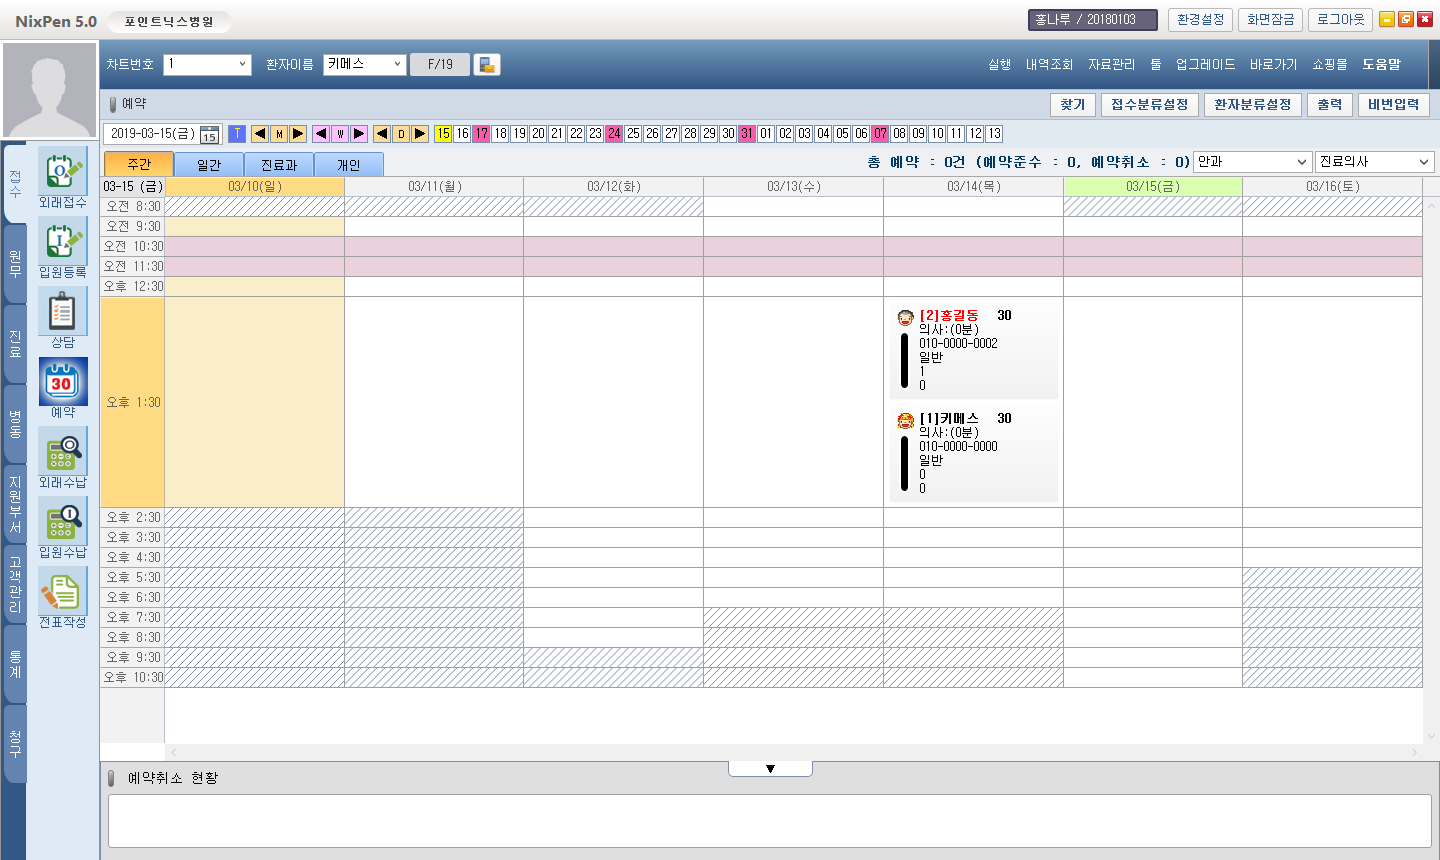 NixPen 5.0 포인트닉스병원 홍나루 / 20180103 환경설정 화면잠금 로그아웃
차트번호 1 환자이름 키메스 F/19 실행 내역조회 자료관리 툴 업그레이드 바로가기 쇼핑몰 도움말
예약 찾기 접수분류설정 환자분류설정 출력 비번입력
2019-03-15(금) 15 T M W D 15 16 17 18 19 20 21 22 23 24 25 26 27 28 29 30 31 01 02 03 04 05 06 07 08 09 10 11 12 13
주간 일간 진료과 개인 총 예약 : 0건 (예약준수 : 0, 예약취소 : 0) 안과 진료의사
03-15 (금) 03/10(일) 03/11(월) 03/12(화) 03/13(수) 03/14(목) 03/15(금) 03/16(토)
오전 8:30
오전 9:30
오전 10:30
오전 11:30
오후 12:30
오후 1:30
[2]홍길동 30
의사:(0분)
010-0000-0002
일반
1
0
[1]키메스 30
의사:(0분)
010-0000-0000
일반
0
0
오후 2:30
오후 3:30
오후 4:30
오후 5:30
오후 6:30
오후 7:30
오후 8:30
오후 9:30
오후 10:30
예약취소 현황
접수
원무
진료
병동
지원부서
고객관리
통계
청구
외래접수
입원등록
상담
30
예약
외래수납
입원수납
전표작성